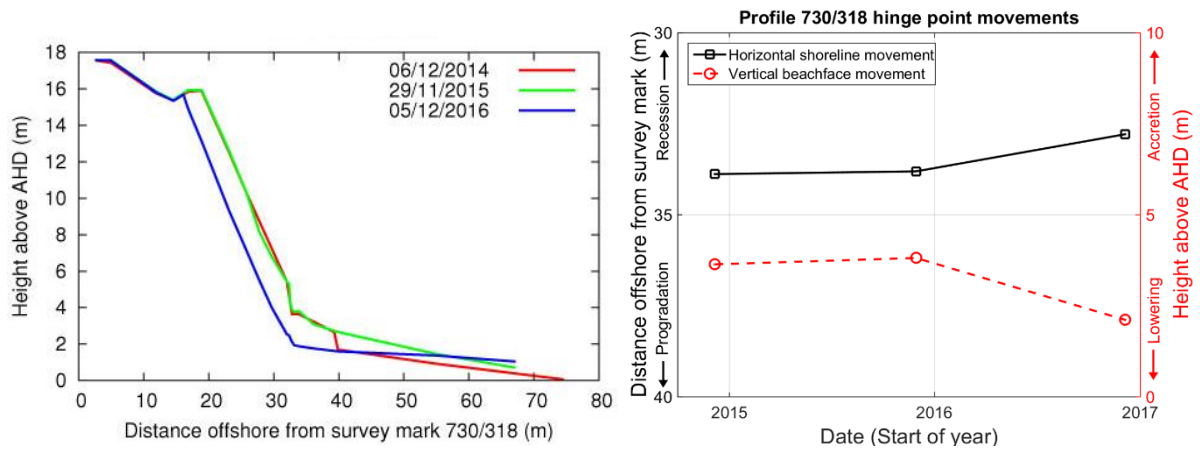 18
16
14
12
10
8
6
4
2
0
Height above AHD (m)
06/12/2014
29/11/2015
05/12/2016
0 10 20 30 40 50 60 70 80
Distance offshore from survey mark 730/318 (m)
Profile 730/318 hinge point movements
Horizontal shoreline movement
Vertical beachface movement
30
35
40
Distance offshore from survey mark (m)
Recession
Progradation
10
5
0
Accretion
Lowering
Height above AHD (m)
2015 2016 2017
Date (Start of year)